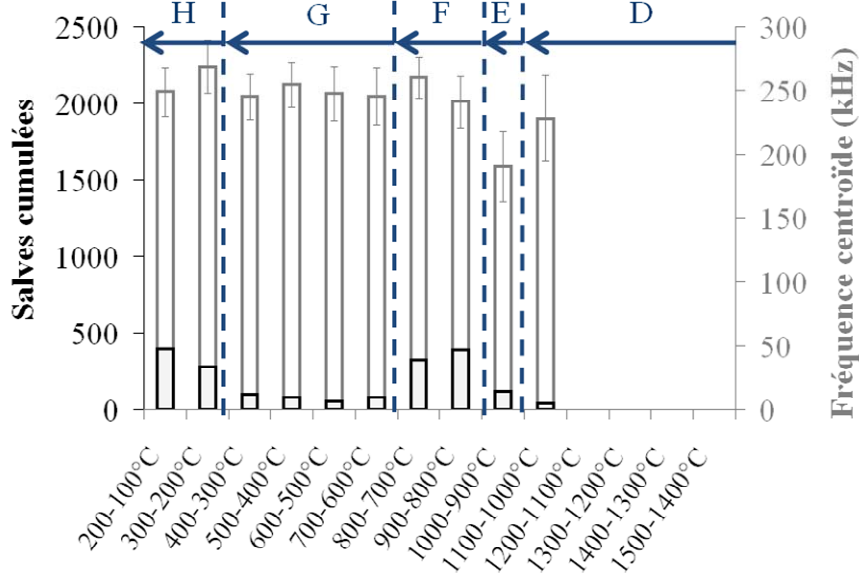 H G F E D
2500
2000
1500
1000
500
0
Salves cumulées
300
250
200
150
100
50
0
Fréquence centroïde (kHz)
200-100°C
300-200°C
400-300°C
500-400°C
600-500°C
700-600°C
800-700°C
900-800°C
1000-900°C
1100-1000°C
1200-1100°C
1300-1200°C
1400-1300°C
1500-1400°C